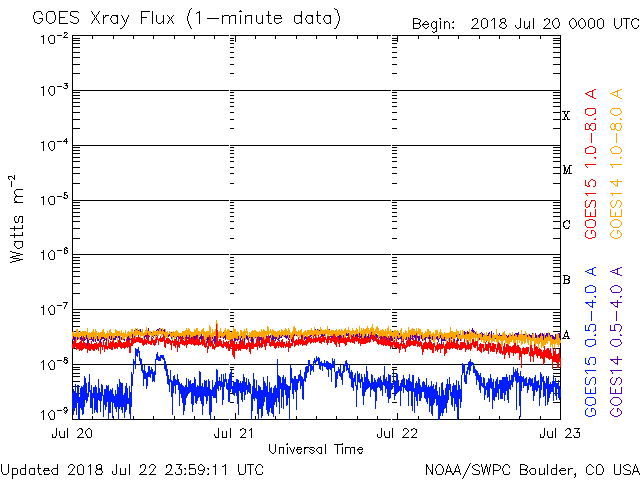 GOES Xray Flux (1-minute data)
Begin: 2018 Jul 20 0000 UTC
Watts m⁻²
10⁻²
10⁻³
10⁻⁴
10⁻⁵
10⁻⁶
10⁻⁷
10⁻⁸
10⁻⁹
X
M
C
B
A
GOES15 1.0-8.0 A
GOES14 1.0-8.0 A
GOES15 0.5-4.0 A
GOES14 0.5-4.0 A
Jul 20
Jul 21
Jul 22
Jul 23
Universal Time
Updated 2018 Jul 22 23:59:11 UTC
NOAA/SWPC Boulder, CO USA